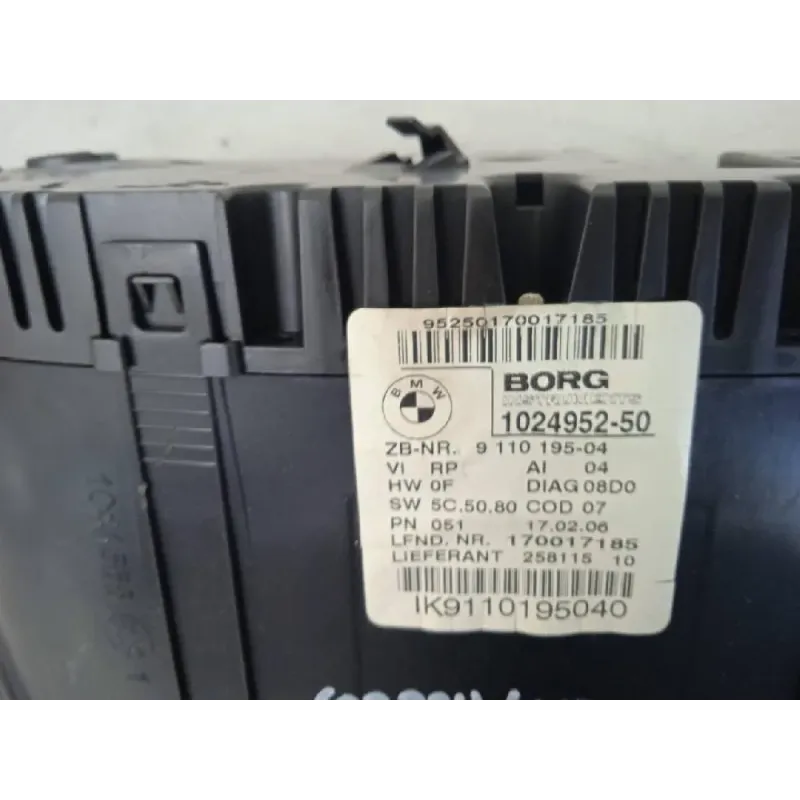 95250170017185
BMW
BORG
INSTRUMENTS
1024952-50
ZB-NR. 9 110 195-04
VI RP AI 04
HW 0F DIAG 08D0
SW 5C.50.80 COD 07
PN 051 17.02.06
LFND. NR. 170017185
LIEFERANT 258115 10
IK9110195040